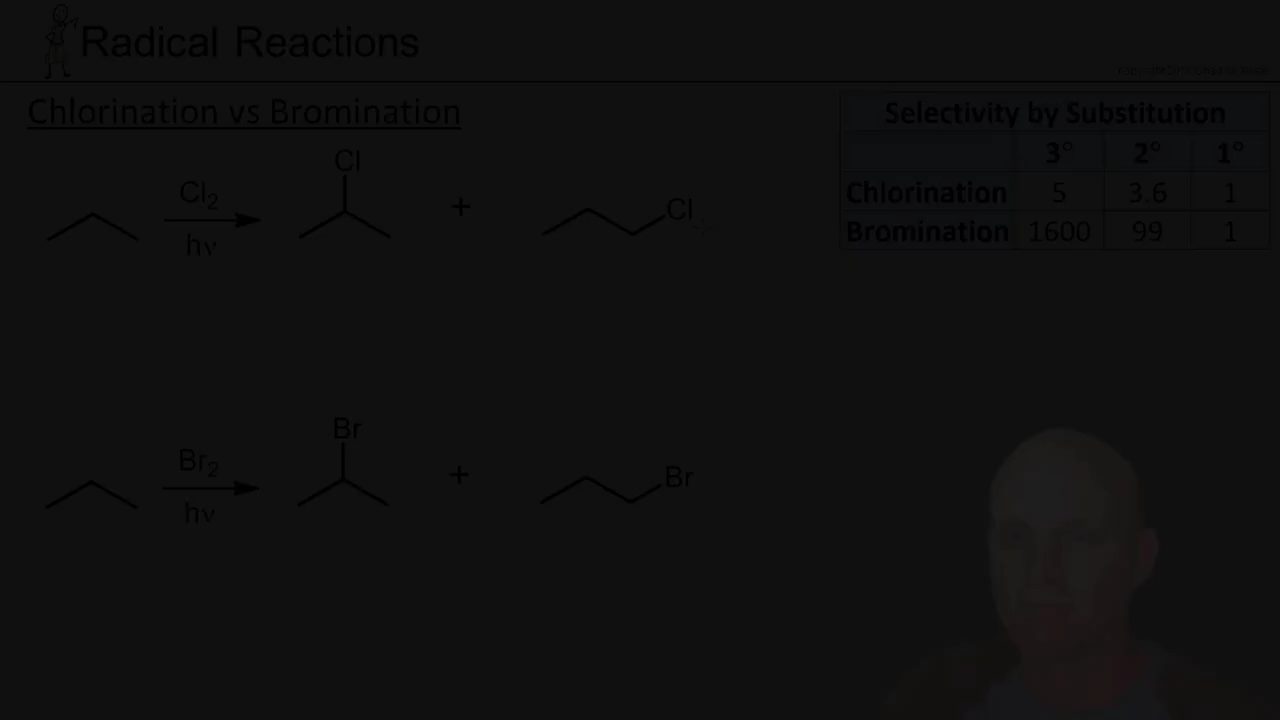 Radical Reactions
Chlorination vs Bromination
Cl
Cl₂
hν
+
Cl
Selectivity by Substitution
3° 2° 1°
Chlorination 5 3.6 1
Bromination 1600 99 1
Br
Br₂
hν
+
Br